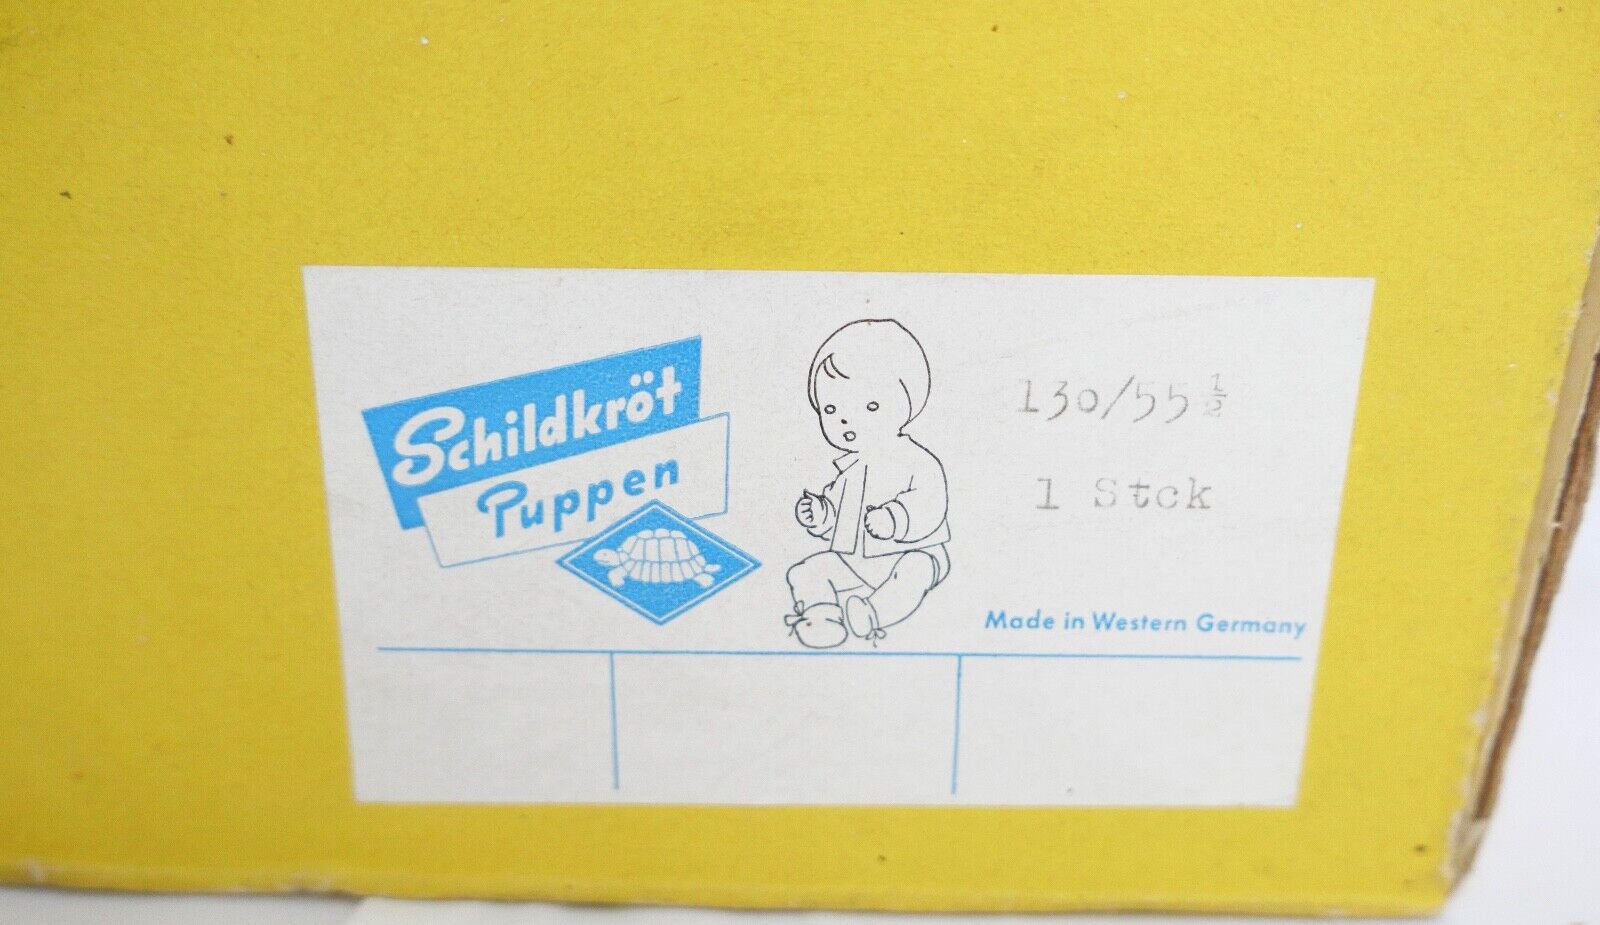 Schildkröt
Puppen
130/55 ½
1 Stck
Made in Western Germany